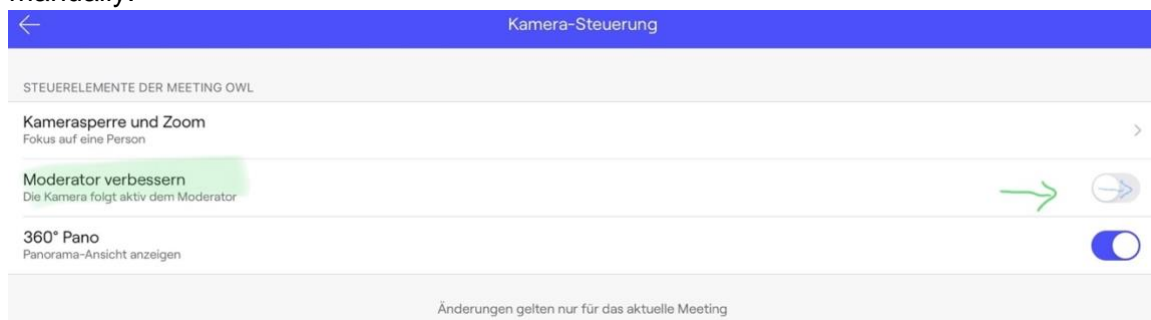 manually.
Kamera-Steuerung
STEUERELEMENTE DER MEETING OWL
Kamerasperre und Zoom
Fokus auf eine Person
Moderator verbessern
Die Kamera folgt aktiv dem Moderator
360° Pano
Panorama-Ansicht anzeigen
Änderungen gelten nur für das aktuelle Meeting